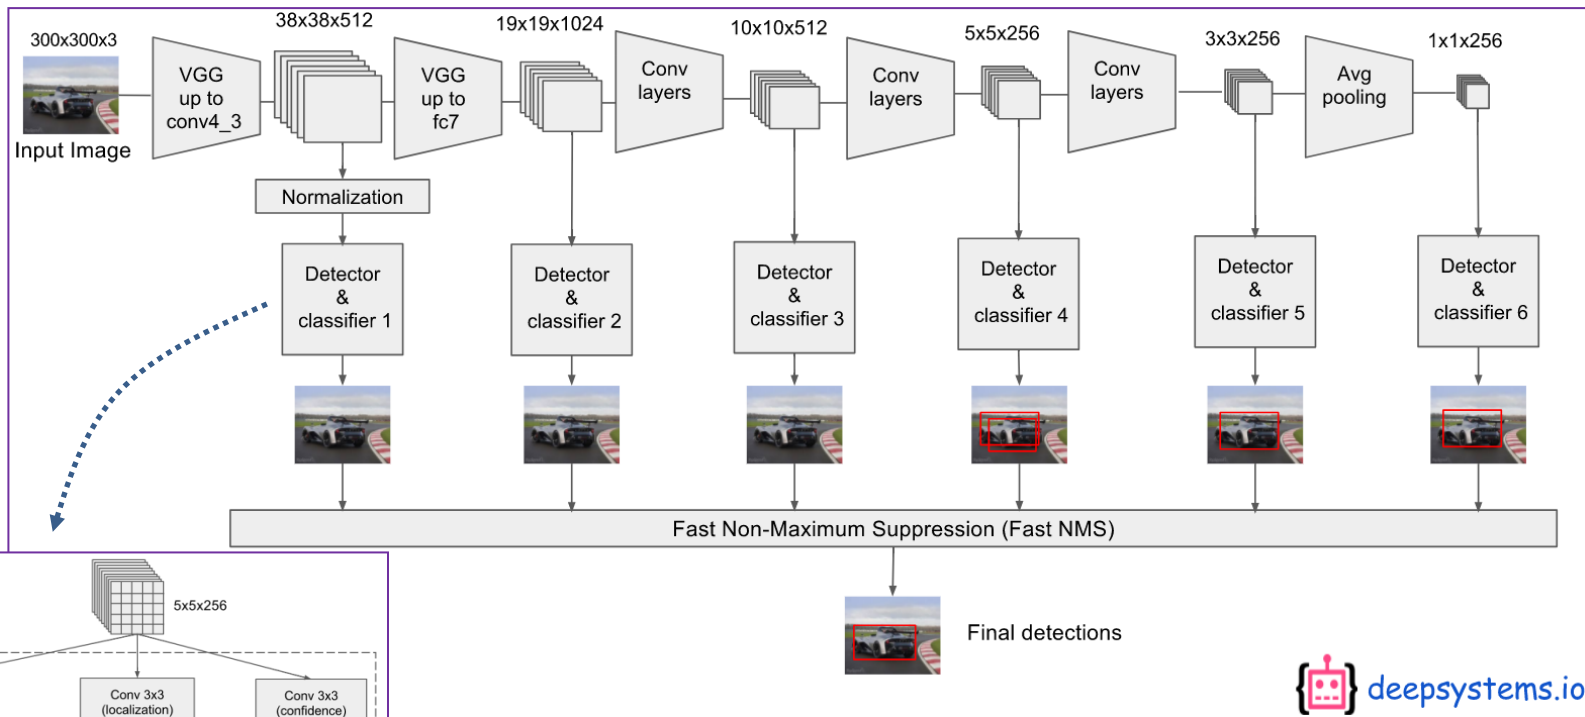 300x300x3
38x38x512
19x19x1024
10x10x512
5x5x256
3x3x256
1x1x256
Input Image
VGG
up to
conv4_3
VGG
up to
fc7
Conv
layers
Conv
layers
Conv
layers
Avg
pooling
Normalization
Detector
&
classifier 1
Detector
&
classifier 2
Detector
&
classifier 3
Detector
&
classifier 4
Detector
&
classifier 5
Detector
&
classifier 6
Fast Non-Maximum Suppression (Fast NMS)
Final detections
5x5x256
Conv 3x3
(localization)
Conv 3x3
(confidence)
{ } deepsystems.io